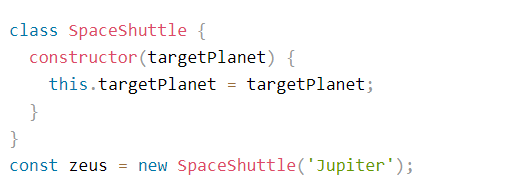 class SpaceShuttle {
  constructor(targetPlanet) {
    this.targetPlanet = targetPlanet;
  }
}
const zeus = new SpaceShuttle('Jupiter');